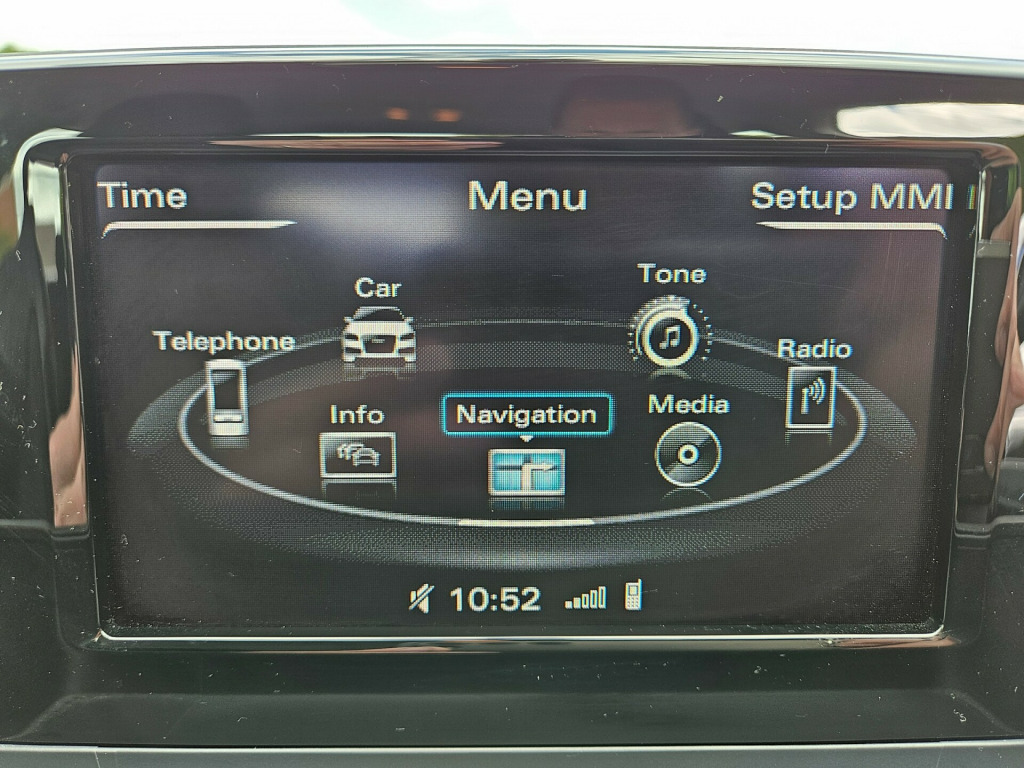 Time Menu Setup MMI
Car Tone
Telephone Radio
Info Navigation Media
10:52